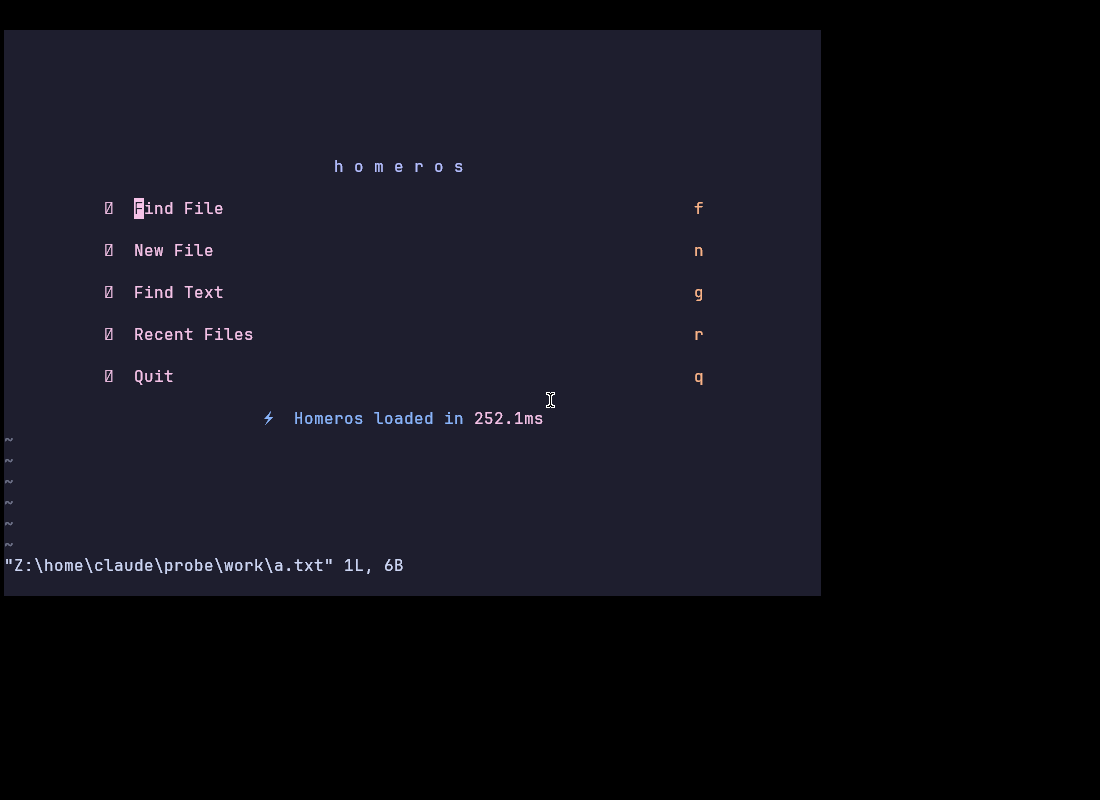 h o m e r o s
Find File f
New File n
Find Text g
Recent Files r
Quit q
⚡ Homeros loaded in 252.1ms
~
~
~
~
~
~
"Z:\home\claude\probe\work\a.txt" 1L, 6B